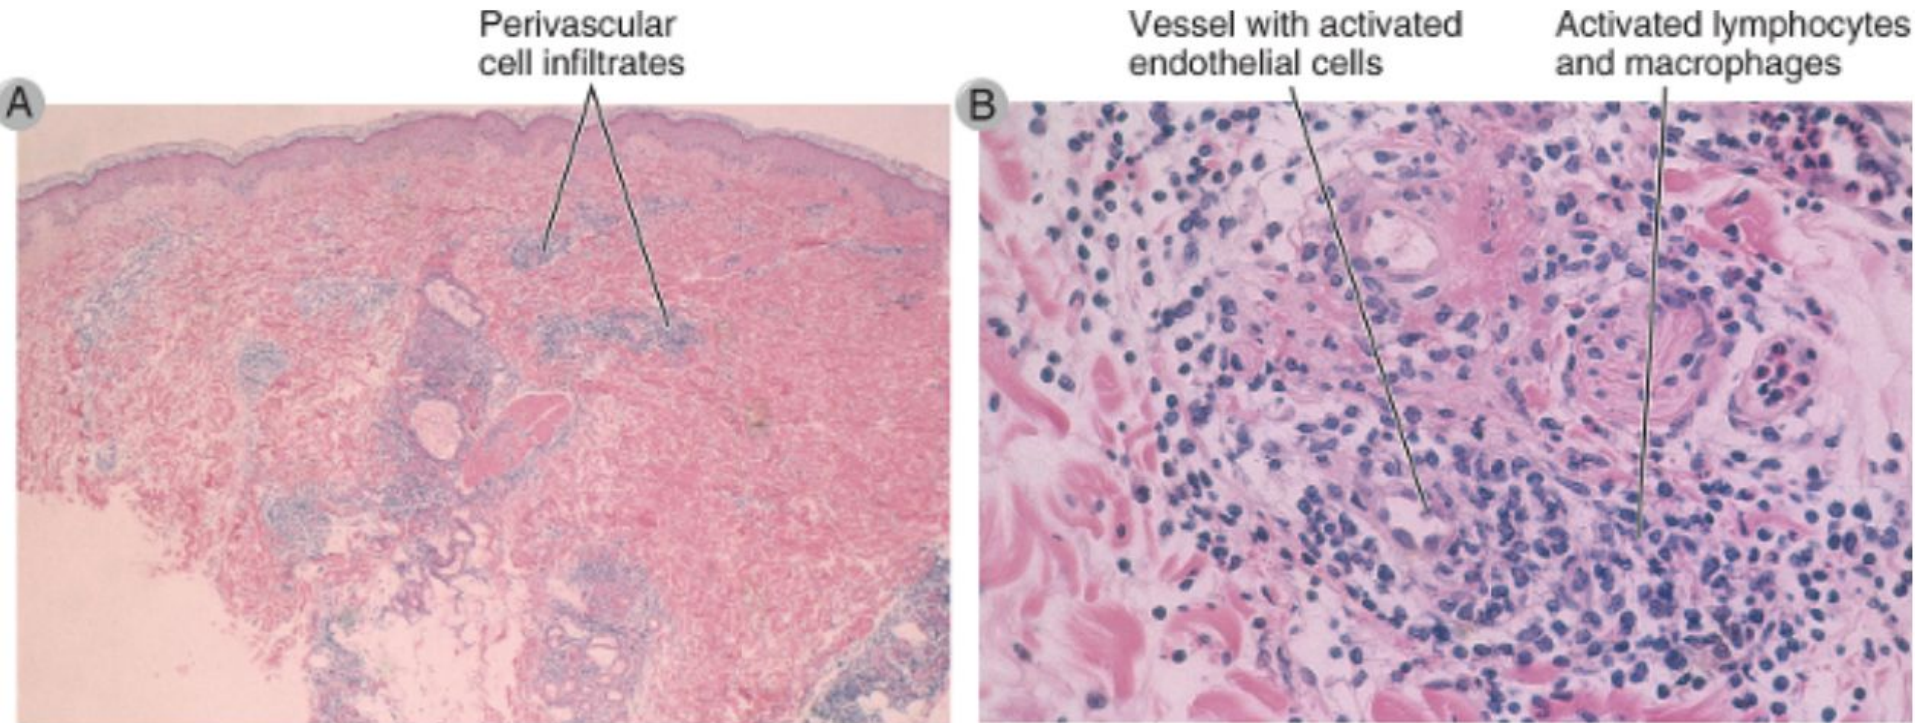 Perivascular
cell infiltrates
Vessel with activated
endothelial cells
Activated lymphocytes
and macrophages
A
B